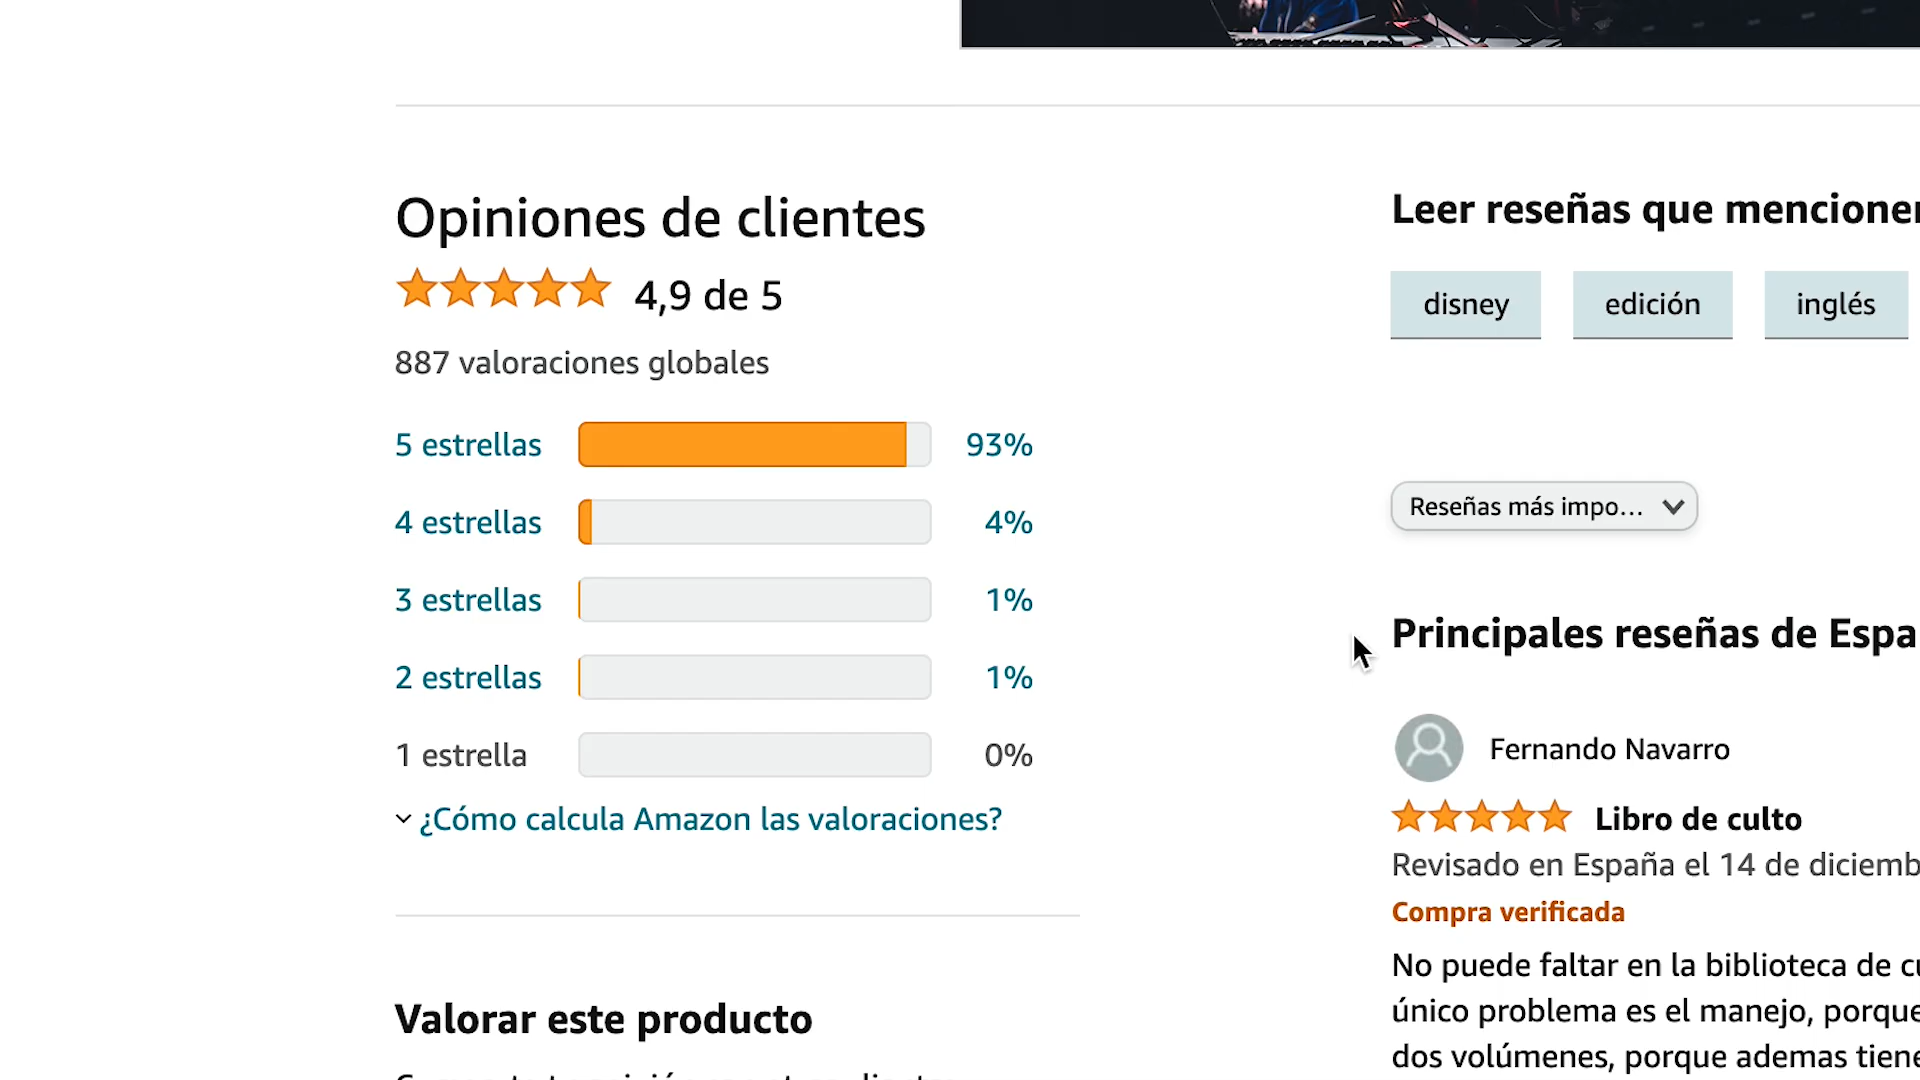 Opiniones de clientes
4,9 de 5
887 valoraciones globales
5 estrellas 93%
4 estrellas 4%
3 estrellas 1%
2 estrellas 1%
1 estrella 0%
¿Cómo calcula Amazon las valoraciones?
Valorar este producto
Leer reseñas que mencionen
disney edición inglés
Reseñas más impo...
Principales reseñas de Espa
Fernando Navarro
Libro de culto
Revisado en España el 14 de diciemb
Compra verificada
No puede faltar en la biblioteca de cu
único problema es el manejo, porque
dos volúmenes, porque ademas tiene